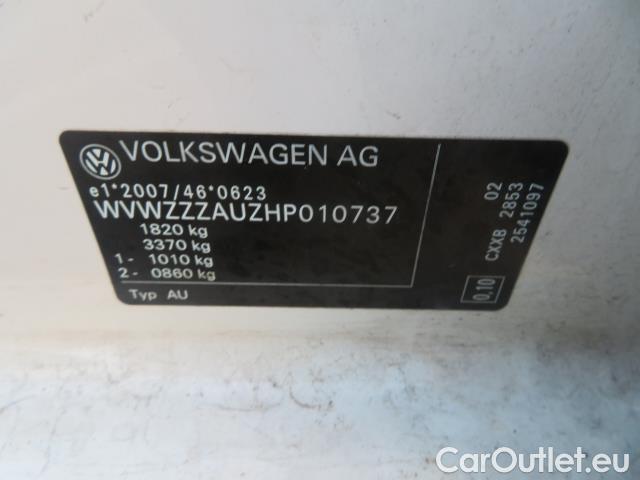 VOLKSWAGEN AG
e1*2007/46*0623
WVWZZZAUZHP010737
1820 kg
3370 kg
1- 1010 kg
2- 0860 kg
Typ AU
02
CXXB 2853
2541097
0,10
CarOutlet.eu